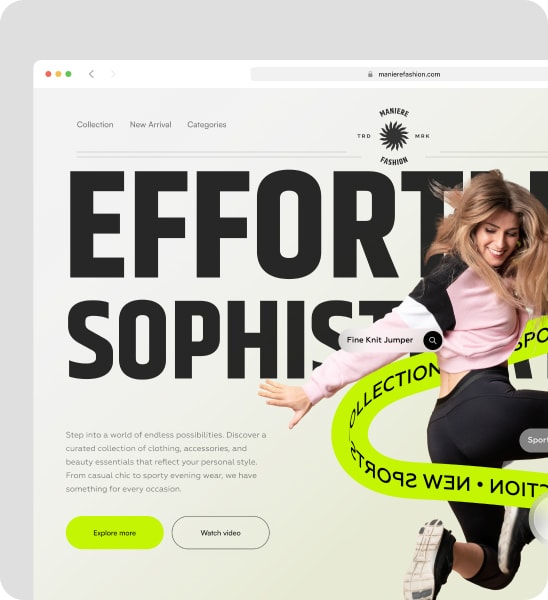 manierefashion.com
Collection New Arrival Categories
MANIERE
TRD MRK
FASHION
EFFORT
SOPHIST
Fine Knit Jumper
OLLECTION SPO
Step into a world of endless possibilities. Discover a
curated collection of clothing, accessories, and
beauty essentials that reflect your personal style.
From casual chic to sporty evening wear, we have
something for every occasion.
Sport
CTION • NEW SPORTS
Explore more Watch video